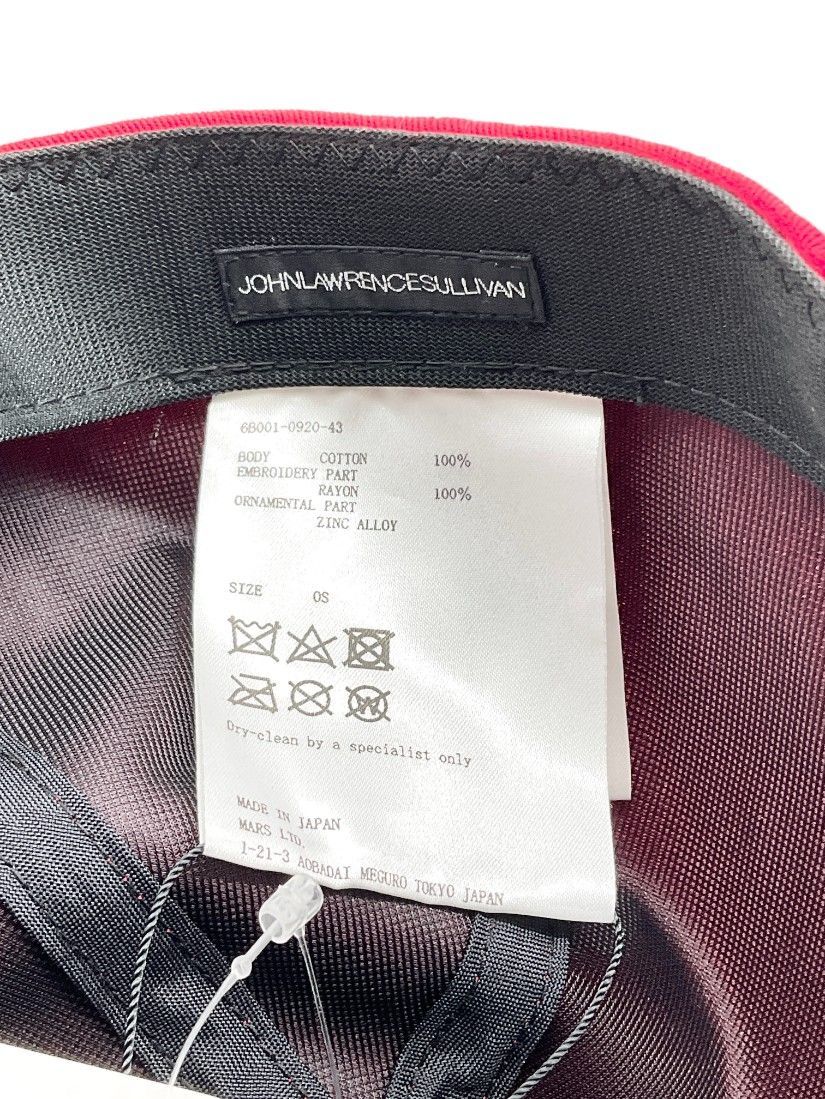 JOHNLAWRENCESULLIVAN
6B001-0920-43
BODY COTTON 100%
EMBROIDERY PART
RAYON 100%
ORNAMENTAL PART
ZINC ALLOY
SIZE OS
W
Dry-clean by a specialist only
MADE IN JAPAN
MARS LTD.
1-21-3 AOBADAI MEGURO TOKYO JAPAN